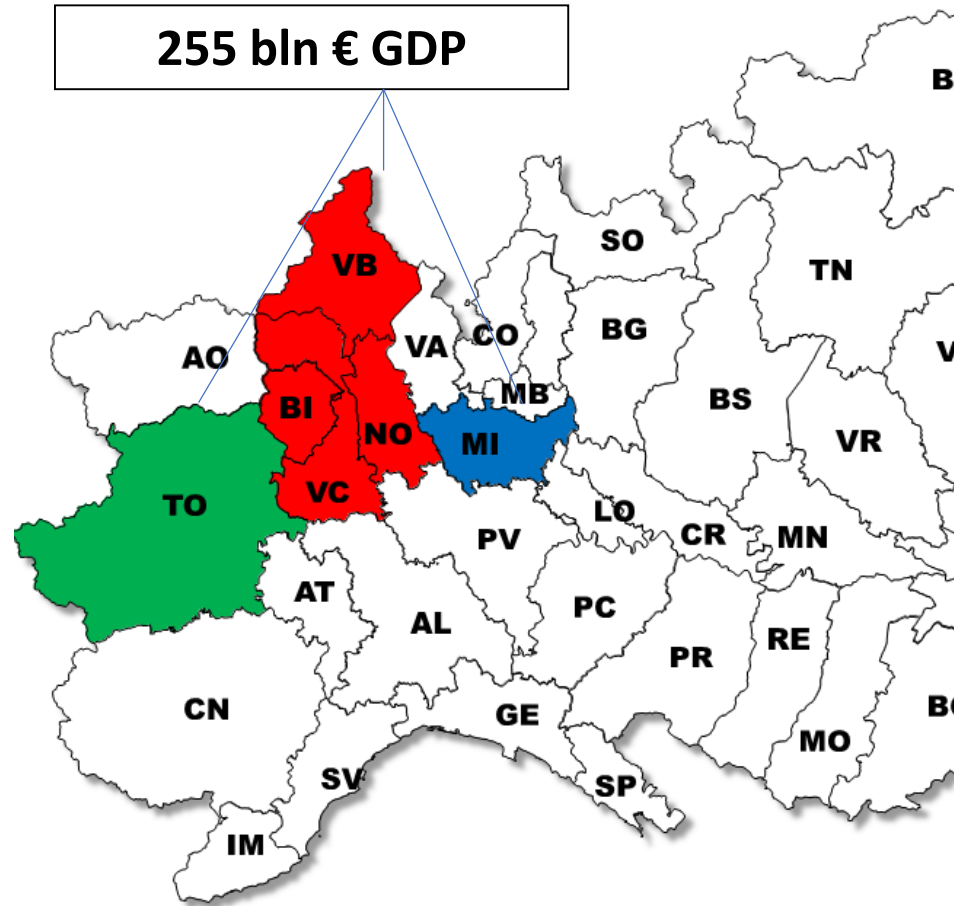 255 bln € GDP
B
SO
VB
TN
BG
CO
VA
V
AO
MB
BS
BI
NO
MI
VR
VC
TO
LO
CR
MN
PV
AT
PC
AL
RE
PR
CN
GE
BO
MO
SV
SP
IM